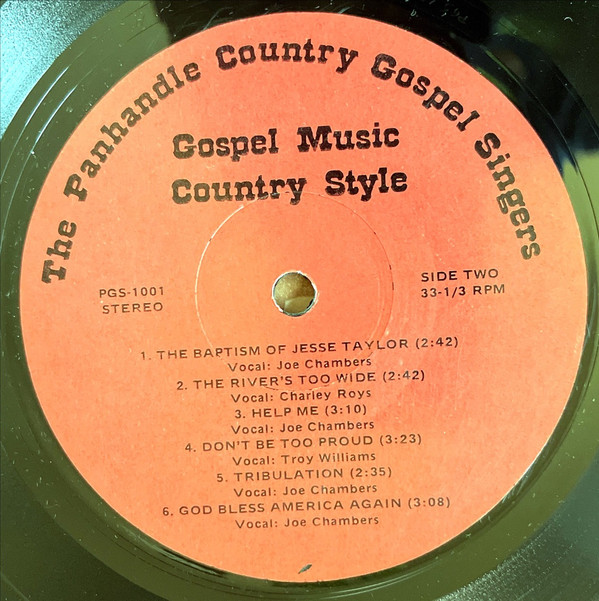 The Panhandle Country Gospel Singers
Gospel Music
Country Style
PGS-1001
STEREO
SIDE TWO
33-1/3 RPM
1. THE BAPTISM OF JESSE TAYLOR (2:42)
Vocal: Joe Chambers
2. THE RIVER'S TOO WIDE (2:42)
Vocal: Charley Roys
3. HELP ME (3:10)
Vocal: Joe Chambers
4. DON'T BE TOO PROUD (3:23)
Vocal: Troy Williams
5. TRIBULATION (2:35)
Vocal: Joe Chambers
6. GOD BLESS AMERICA AGAIN (3:08)
Vocal: Joe Chambers